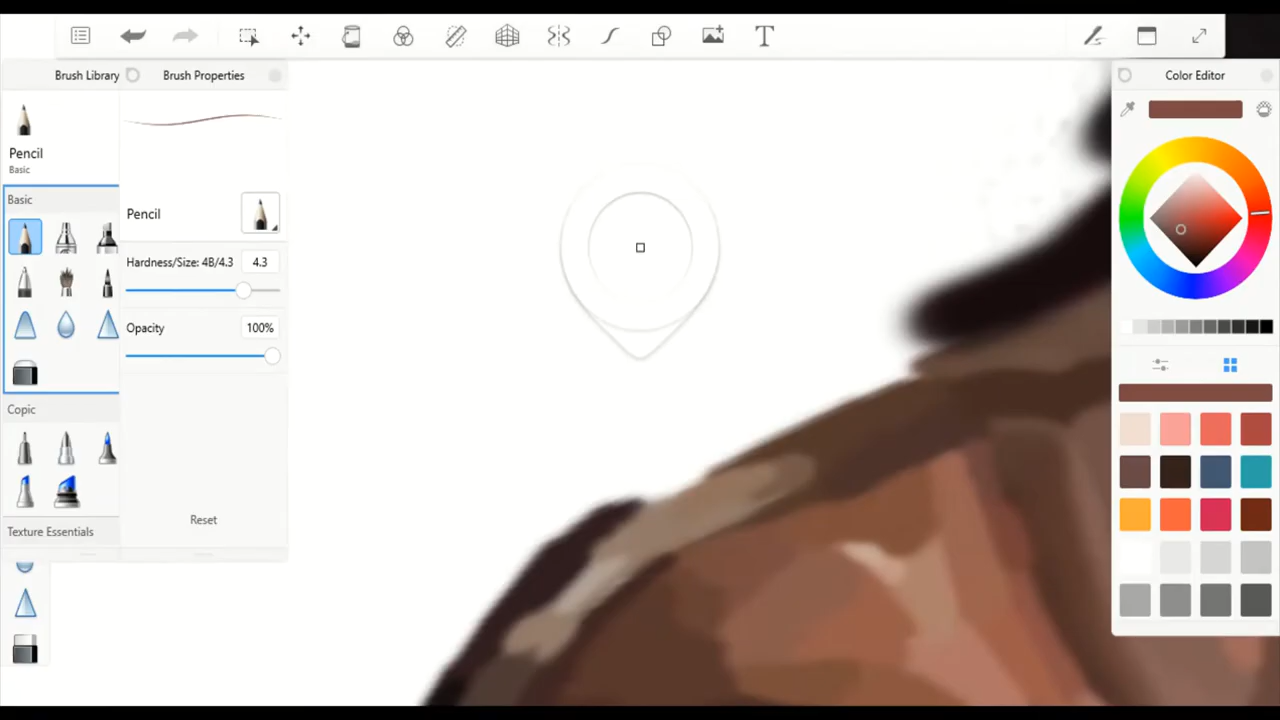 Brush Library
Brush Properties
Color Editor
Pencil
Basic
Basic
Pencil
Hardness/Size: 4B/4.3
4.3
Opacity
100%
Copic
Reset
Texture Essentials